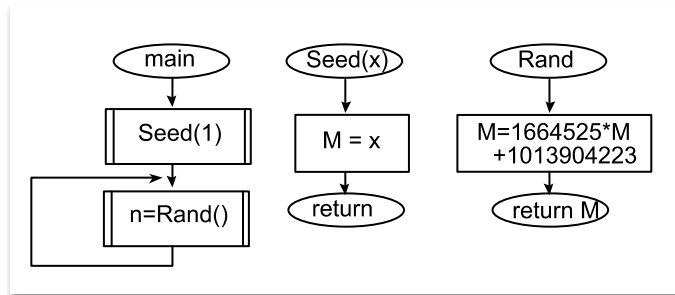 main
Seed(1)
n=Rand()
Seed(x)
M = x
return
Rand
M=1664525*M
+1013904223
return M